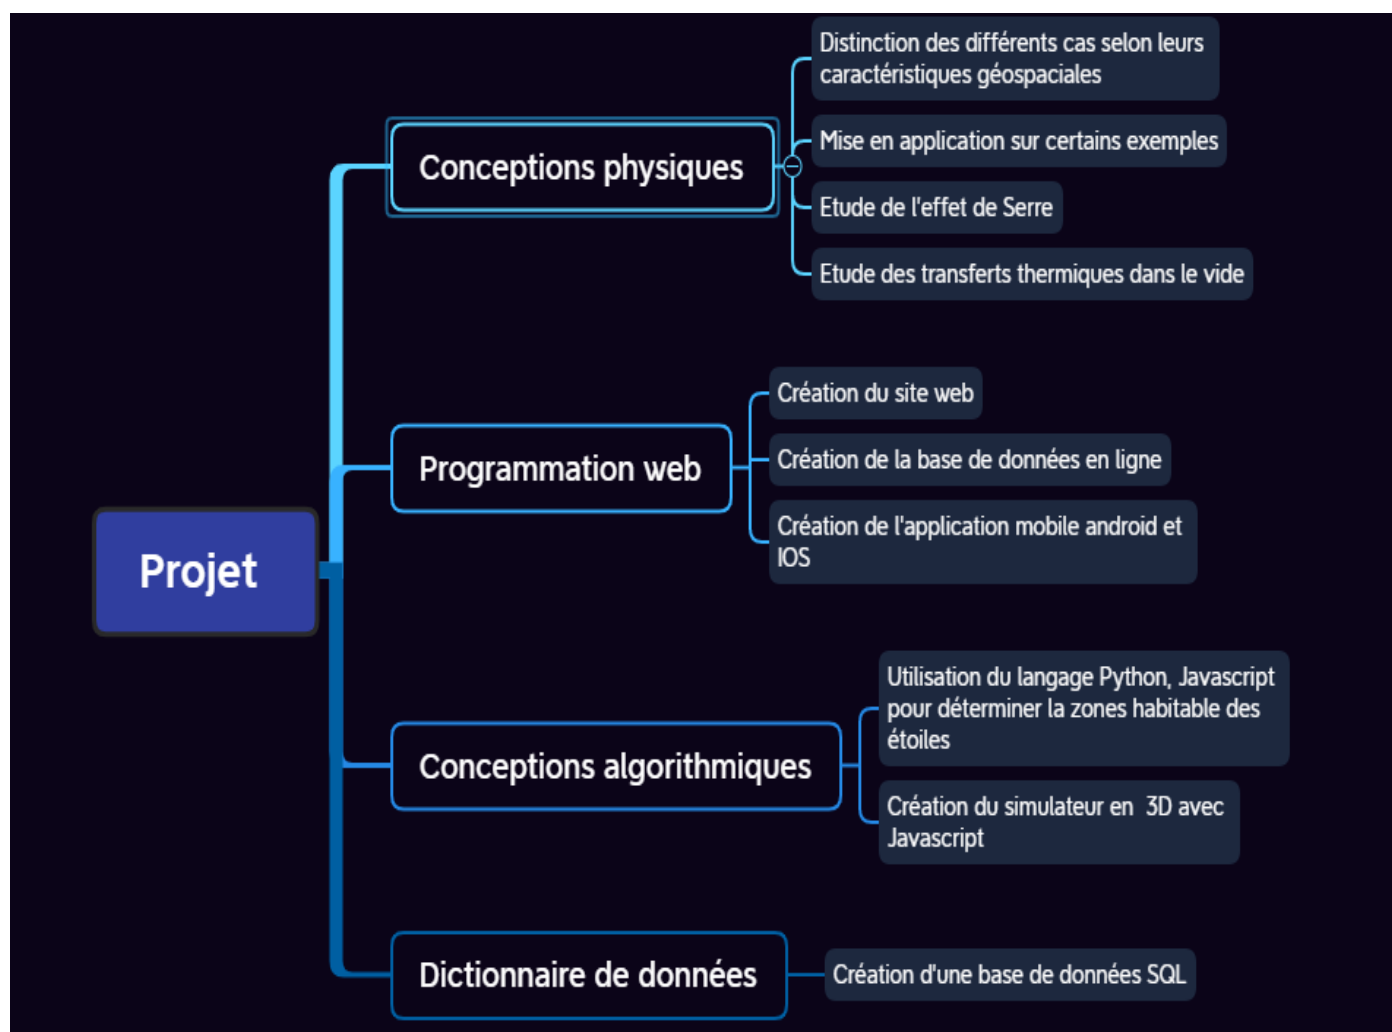 Projet
Conceptions physiques
Distinction des différents cas selon leurs
caractéristiques géospaciales
Mise en application sur certains exemples
Etude de l'effet de Serre
Etude des transferts thermiques dans le vide
Programmation web
Création du site web
Création de la base de données en ligne
Création de l'application mobile android et
IOS
Conceptions algorithmiques
Utilisation du langage Python, Javascript
pour déterminer la zones habitable des
étoiles
Création du simulateur en 3D avec
Javascript
Dictionnaire de données
Création d'une base de données SQL